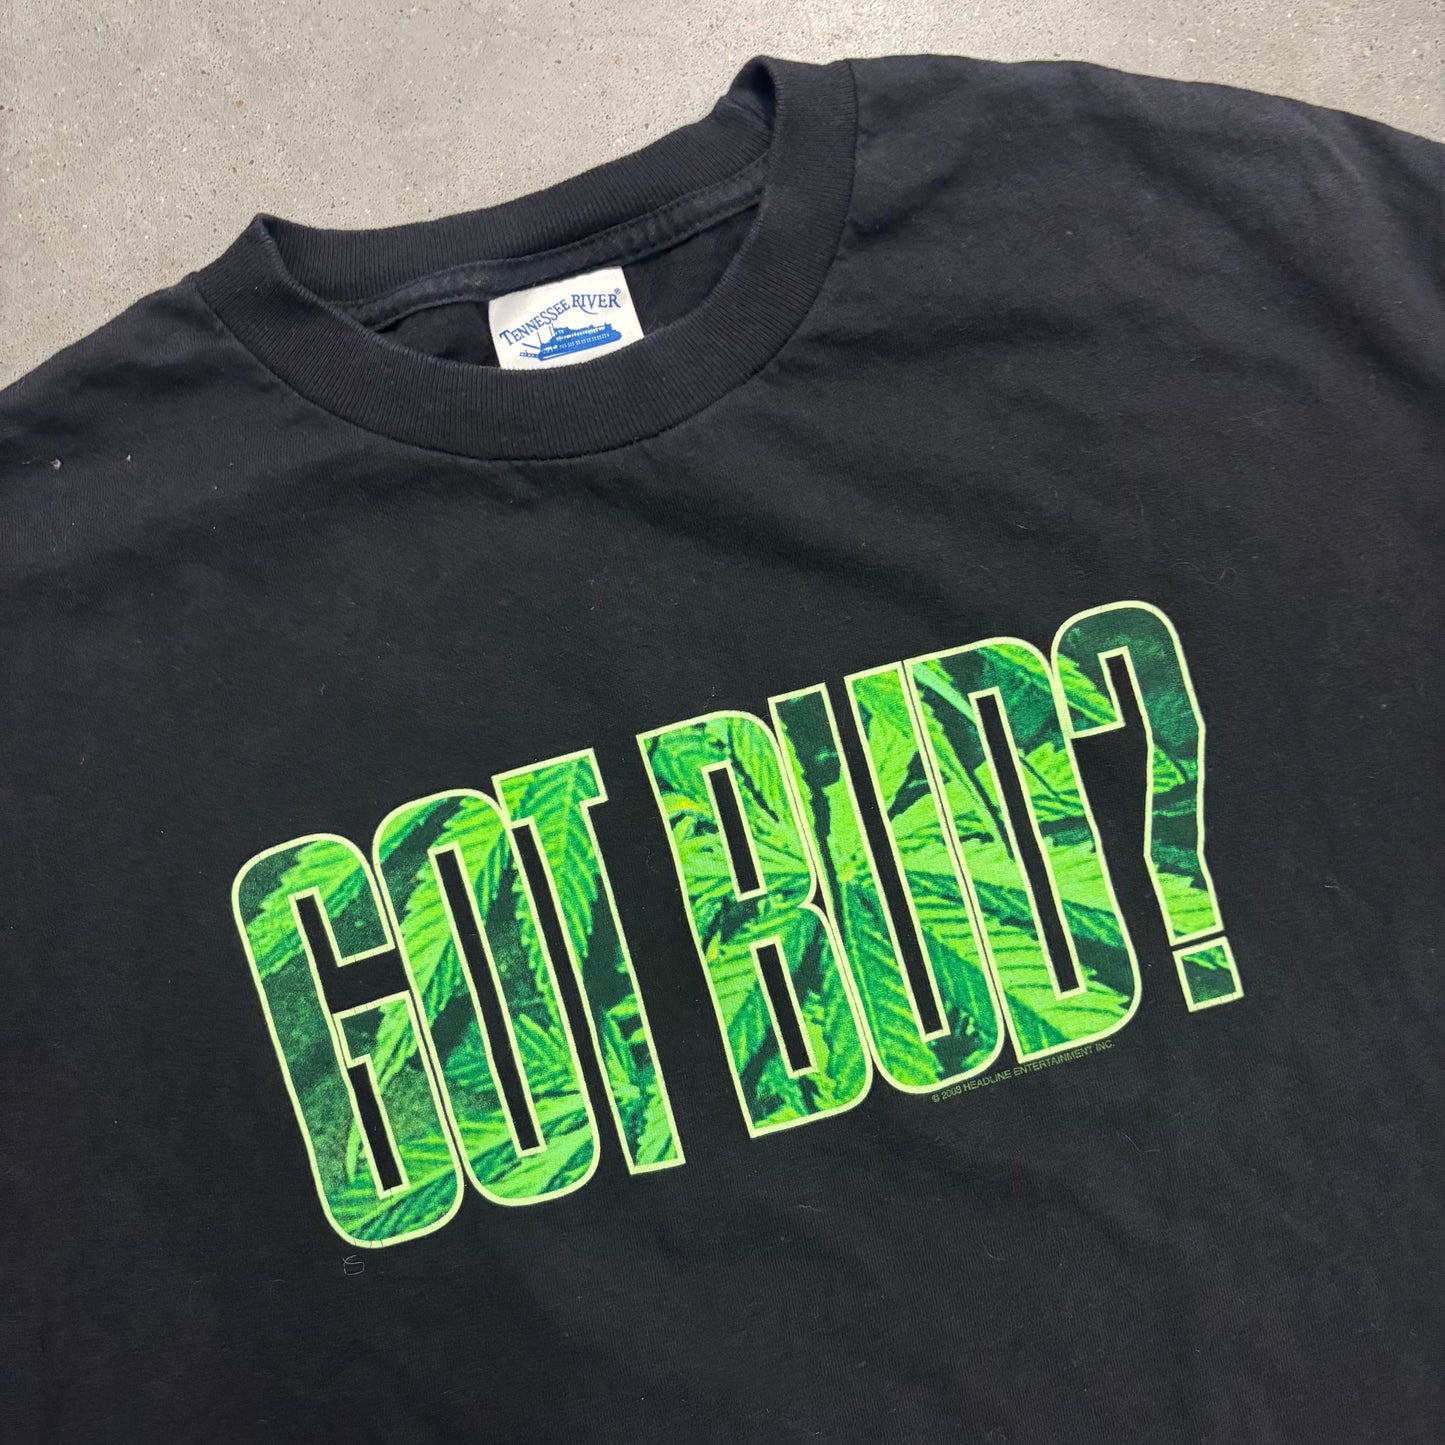 TENNESSEE RIVER®
GOT BUD?
© 2003 HEADLINE ENTERTAINMENT INC.